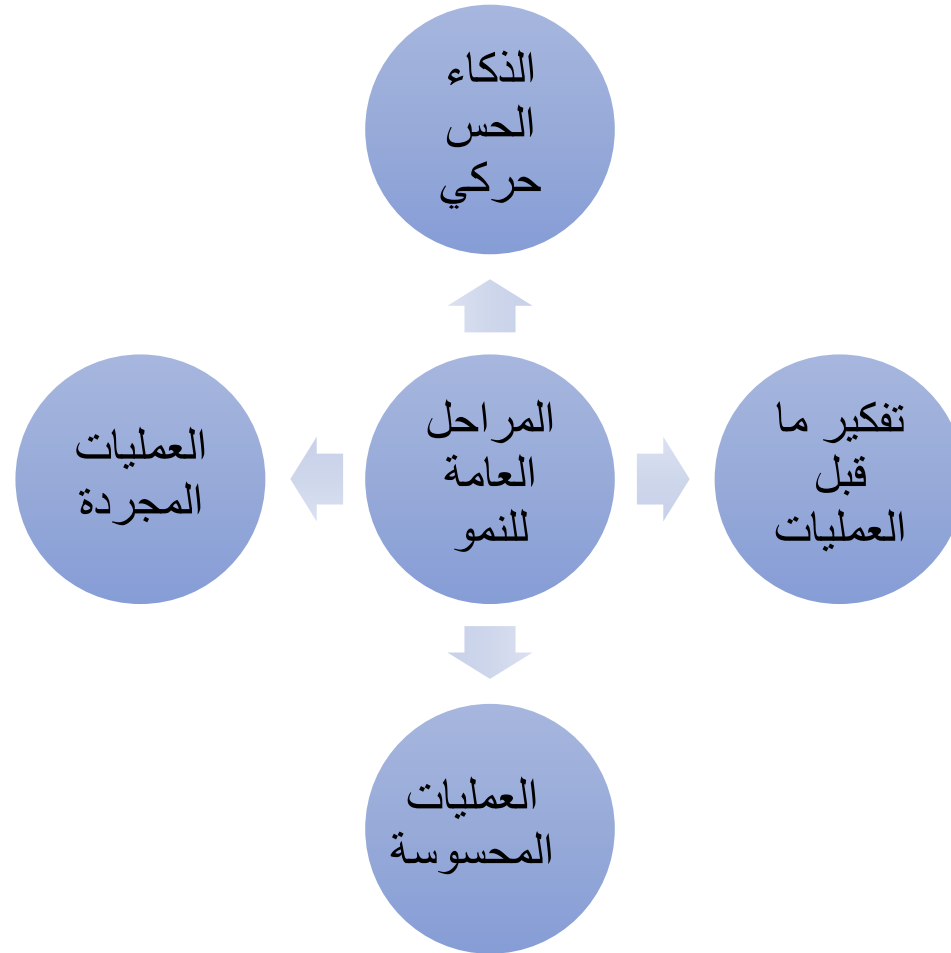 الذكاء
الحس
حركي
تفكير ما
قبل
العمليات
المراحل
العامة
للنمو
العمليات
المجردة
العمليات
المحسوسة